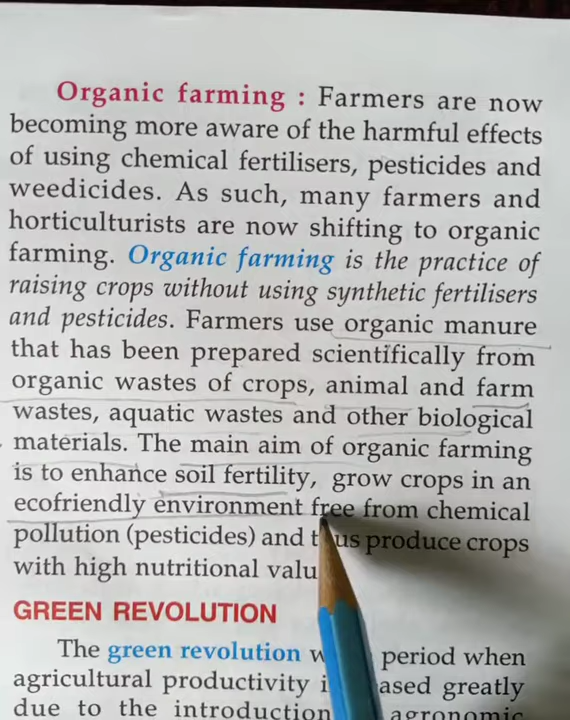 Organic farming : Farmers are now
becoming more aware of the harmful effects
of using chemical fertilisers, pesticides and
weedicides. As such, many farmers and
horticulturists are now shifting to organic
farming. Organic farming is the practice of
raising crops without using synthetic fertilisers
and pesticides. Farmers use organic manure
that has been prepared scientifically from
organic wastes of crops, animal and farm
wastes, aquatic wastes and other biological
materials. The main aim of organic farming
is to enhance soil fertility, grow crops in an
ecofriendly environment free from chemical
pollution (pesticides) and thus produce crops
with high nutritional valu
GREEN REVOLUTION
The green revolution w period when
agricultural productivity i ased greatly
due to the introduction agronomic